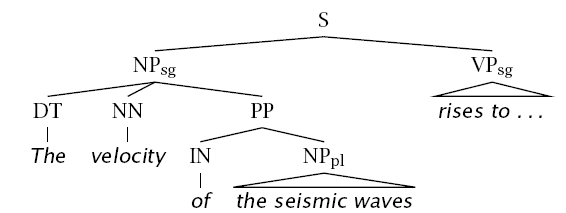 S
NPsg VPsg
DT NN PP rises to . . .
The velocity IN NPpl
of the seismic waves